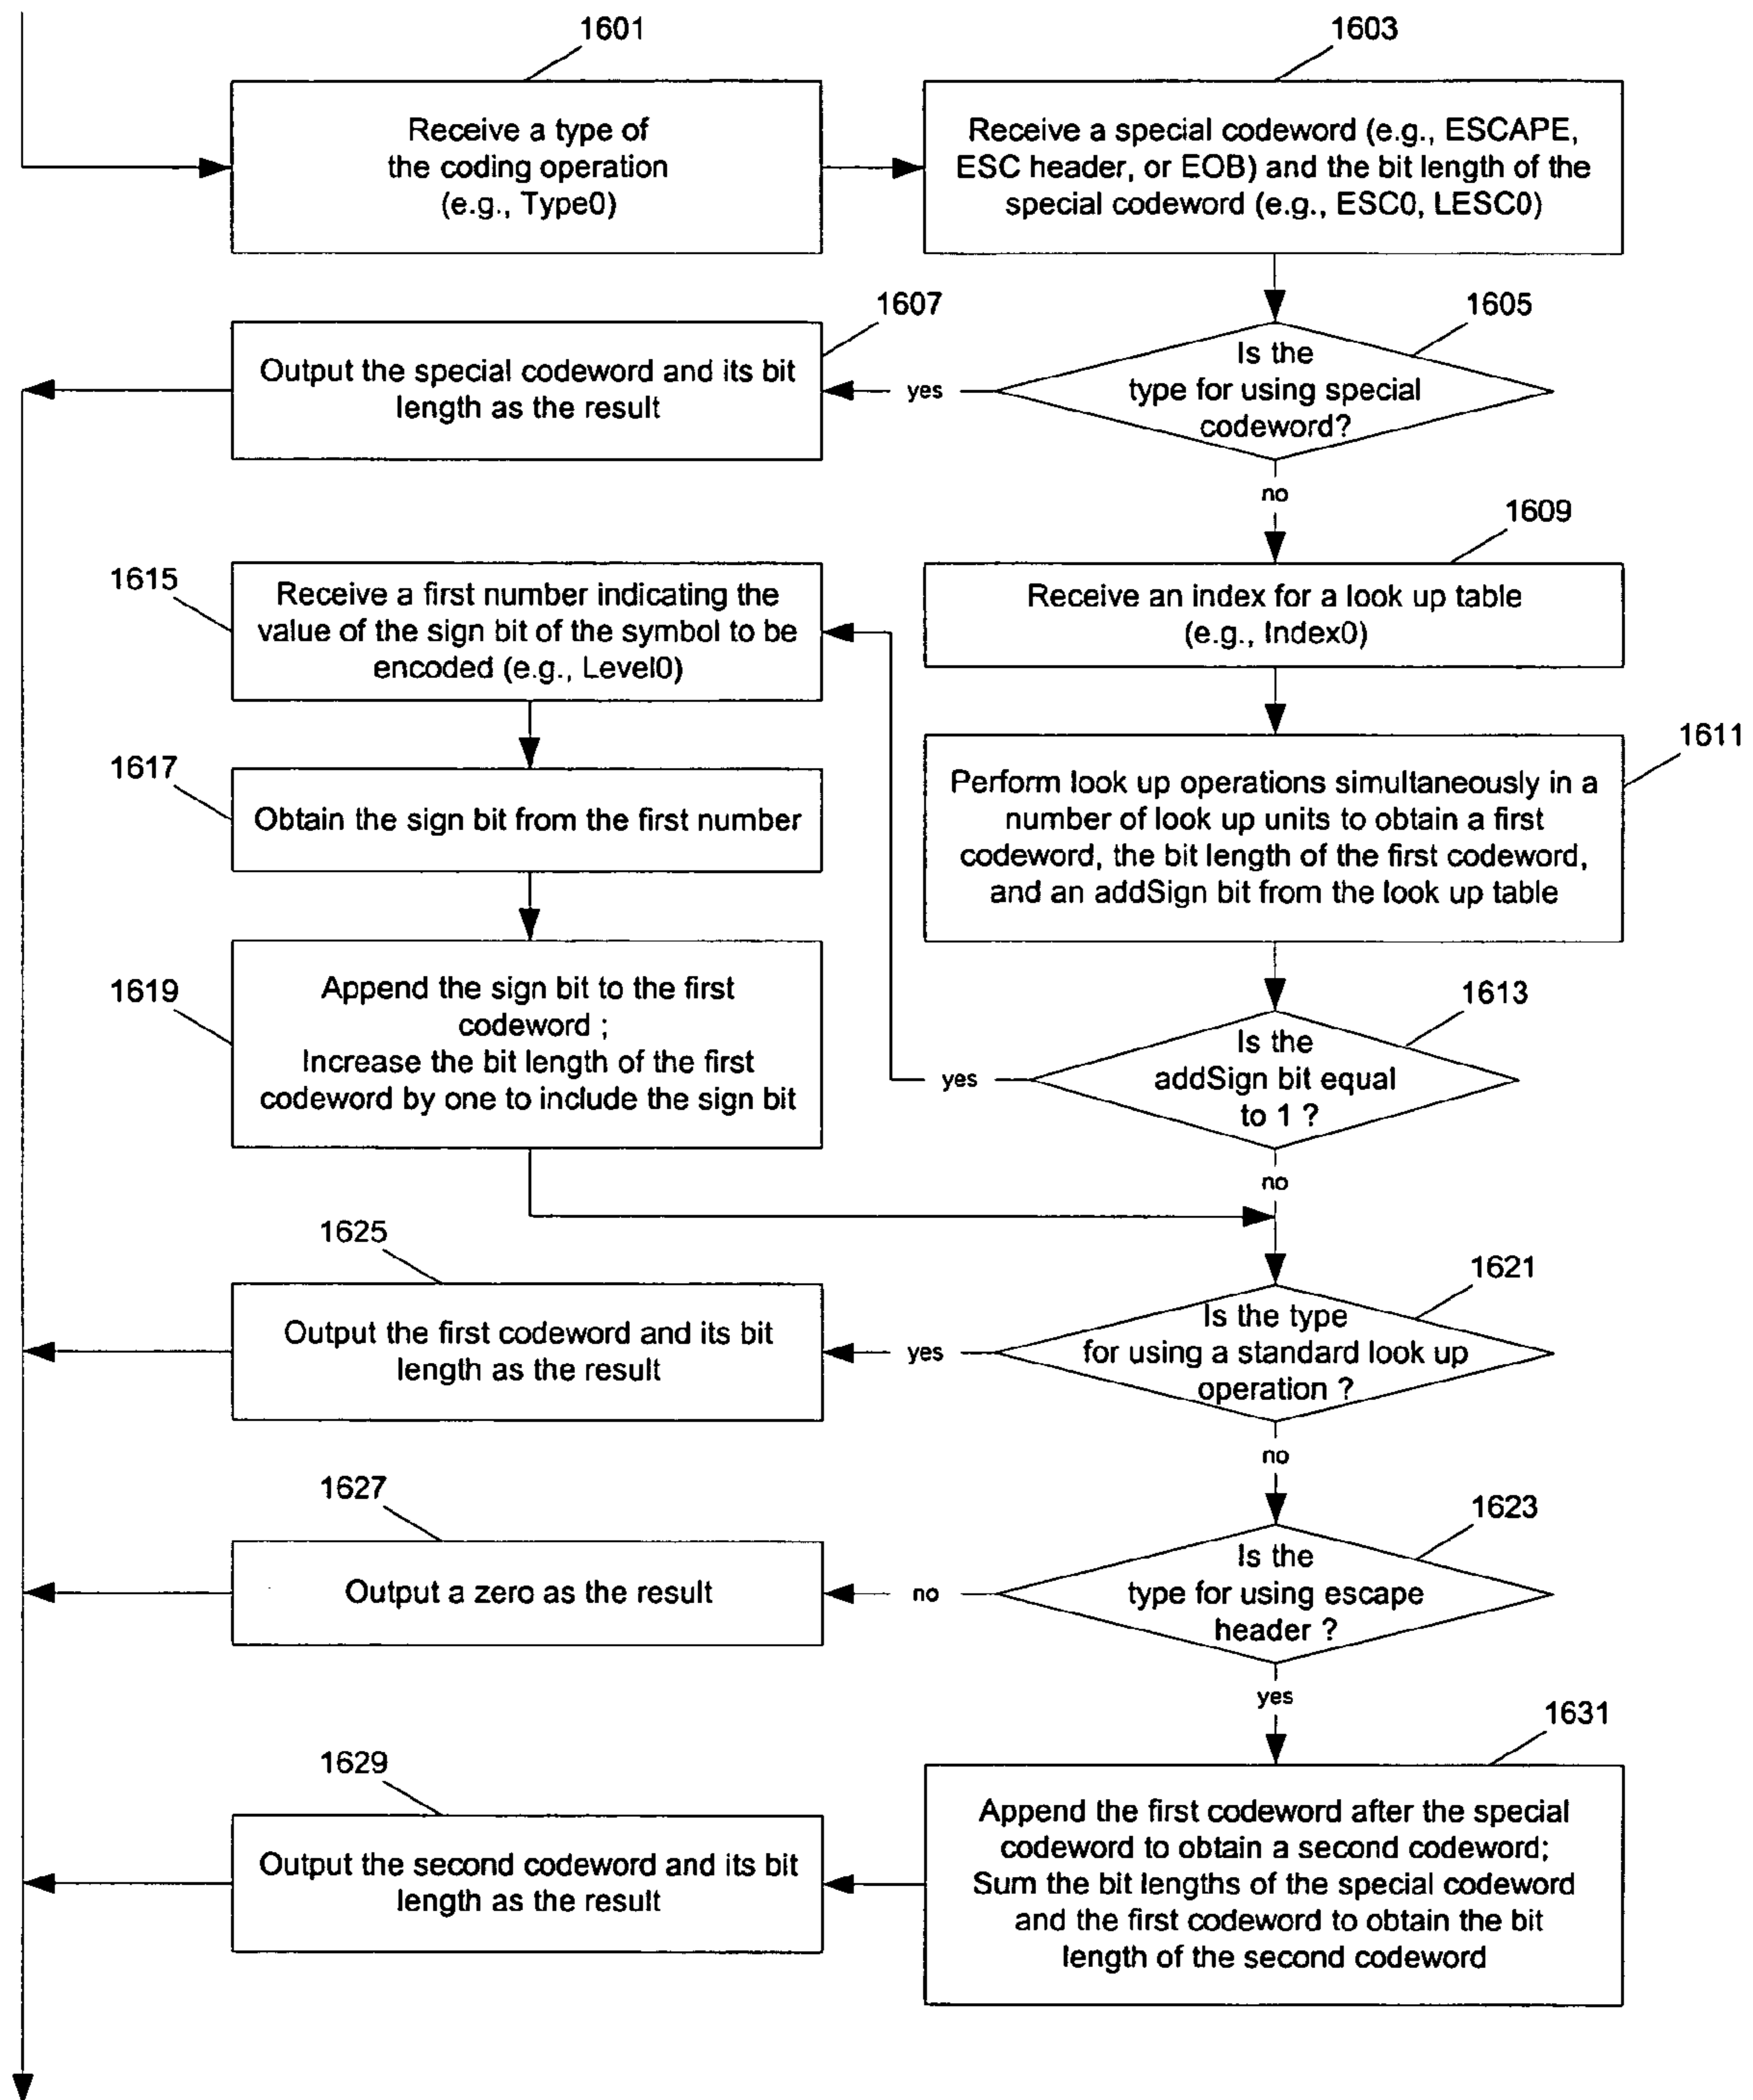 1601
Receive a type of
the coding operation
(e.g., Type0)
1603
Receive a special codeword (e.g., ESCAPE,
ESC header, or EOB) and the bit length of the
special codeword (e.g., ESC0, LESC0)
1605
Is the
type for using special
codeword?
yes
1607
Output the special codeword and its bit
length as the result
no
1609
Receive an index for a look up table
(e.g., Index0)
1611
Perform look up operations simultaneously in a
number of look up units to obtain a first
codeword, the bit length of the first codeword,
and an addSign bit from the look up table
1613
Is the
addSign bit equal
to 1 ?
yes
1615
Receive a first number indicating the
value of the sign bit of the symbol to be
encoded (e.g., Level0)
1617
Obtain the sign bit from the first number
1619
Append the sign bit to the first
codeword ;
Increase the bit length of the first
codeword by one to include the sign bit
no
1621
Is the type
for using a standard look up
operation ?
yes
1625
Output the first codeword and its bit
length as the result
no
1623
Is the
type for using escape
header ?
no
1627
Output a zero as the result
yes
1631
Append the first codeword after the special
codeword to obtain a second codeword;
Sum the bit lengths of the special codeword
and the first codeword to obtain the bit
length of the second codeword
1629
Output the second codeword and its bit
length as the result